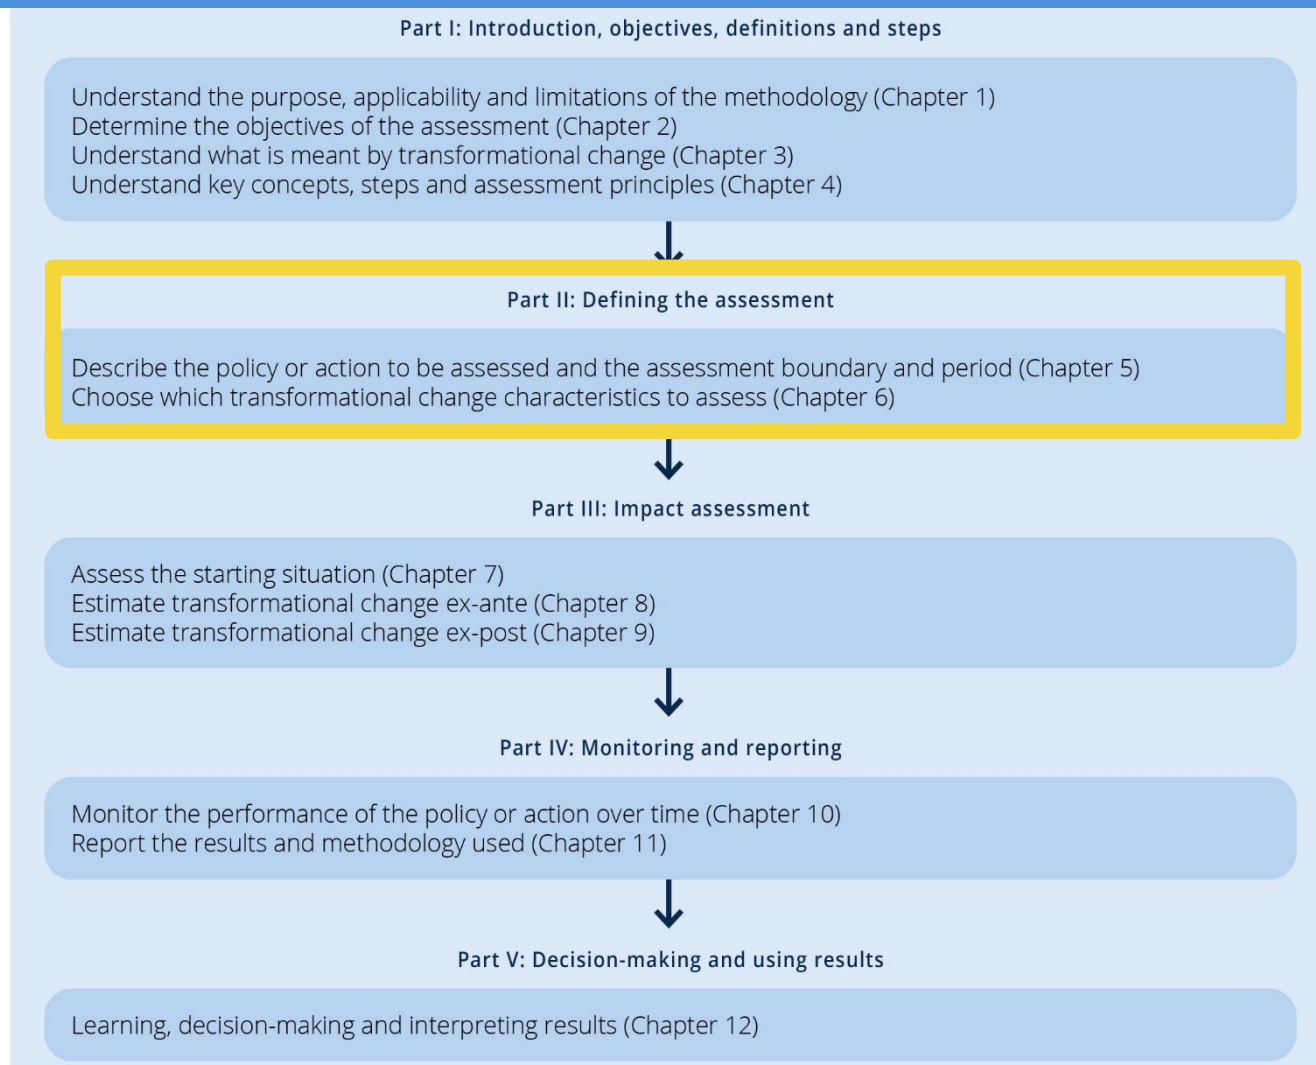 Part I: Introduction, objectives, definitions and steps
Understand the purpose, applicability and limitations of the methodology (Chapter 1)
Determine the objectives of the assessment (Chapter 2)
Understand what is meant by transformational change (Chapter 3)
Understand key concepts, steps and assessment principles (Chapter 4)
Part II: Defining the assessment
Describe the policy or action to be assessed and the assessment boundary and period (Chapter 5)
Choose which transformational change characteristics to assess (Chapter 6)
Part III: Impact assessment
Assess the starting situation (Chapter 7)
Estimate transformational change ex-ante (Chapter 8)
Estimate transformational change ex-post (Chapter 9)
Part IV: Monitoring and reporting
Monitor the performance of the policy or action over time (Chapter 10)
Report the results and methodology used (Chapter 11)
Part V: Decision-making and using results
Learning, decision-making and interpreting results (Chapter 12)